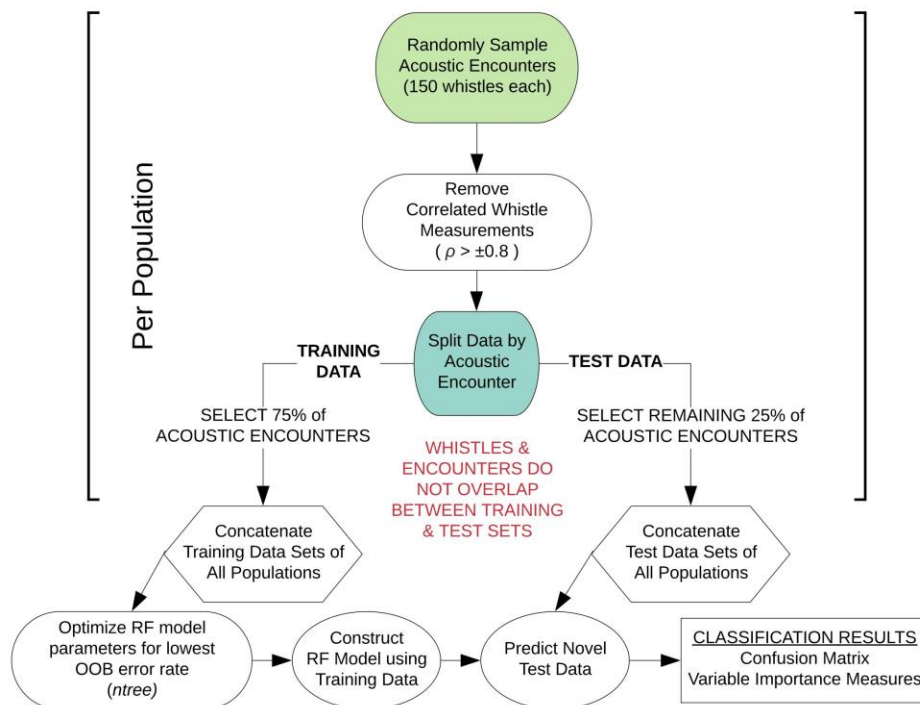 Randomly Sample
Acoustic Encounters
(150 whistles each)
Per Population
Remove
Correlated Whistle
Measurements
( ρ > ±0.8 )
Split Data by
Acoustic
Encounter
TRAINING
DATA
TEST DATA
SELECT 75% of
ACOUSTIC ENCOUNTERS
SELECT REMAINING 25% of
ACOUSTIC ENCOUNTERS
WHISTLES &
ENCOUNTERS DO
NOT OVERLAP
BETWEEN TRAINING
& TEST SETS
Concatenate
Training Data Sets of
All Populations
Concatenate
Test Data Sets of
All Populations
Optimize RF model
parameters for lowest
OOB error rate
(ntree)
Construct
RF Model using
Training Data
Predict Novel
Test Data
CLASSIFICATION RESULTS
Confusion Matrix
Variable Importance Measures